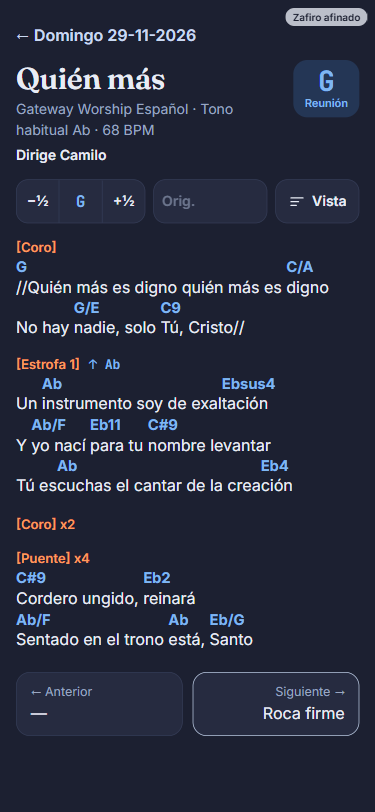 Zafiro afinado
← Domingo 29-11-2026
Quién más
G
Reunión
Gateway Worship Español · Tono
habitual Ab · 68 BPM
Dirige Camilo
−½ G +½ Orig. Vista
[Coro]
G C/A
//Quién más es digno quién más es digno
G/E C9
No hay nadie, solo Tú, Cristo//
[Estrofa 1] ↑ Ab
Ab Ebsus4
Un instrumento soy de exaltación
Ab/F Eb11 C#9
Y yo nací para tu nombre levantar
Ab Eb4
Tú escuchas el cantar de la creación
[Coro] x2
[Puente] x4
C#9 Eb2
Cordero ungido, reinará
Ab/F Ab Eb/G
Sentado en el trono está, Santo
← Anterior Siguiente →
— Roca firme